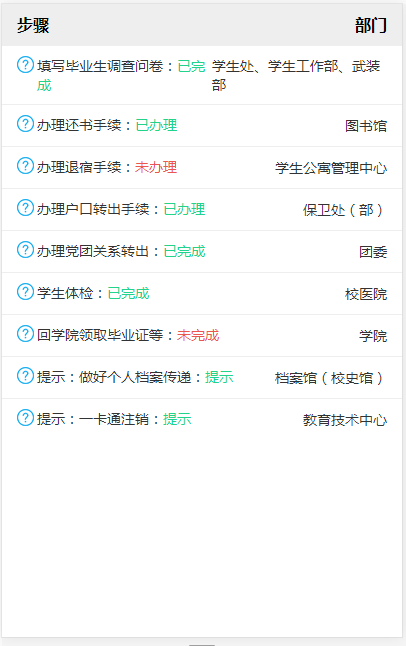 步骤 部门
填写毕业生调查问卷：已完 学生处、学生工作部、武装
成 部
办理还书手续：已办理 图书馆
办理退宿手续：未办理 学生公寓管理中心
办理户口转出手续：已办理 保卫处（部）
办理党团关系转出：已完成 团委
学生体检：已完成 校医院
回学院领取毕业证等：未完成 学院
提示：做好个人档案传递：提示 档案馆（校史馆）
提示：一卡通注销：提示 教育技术中心